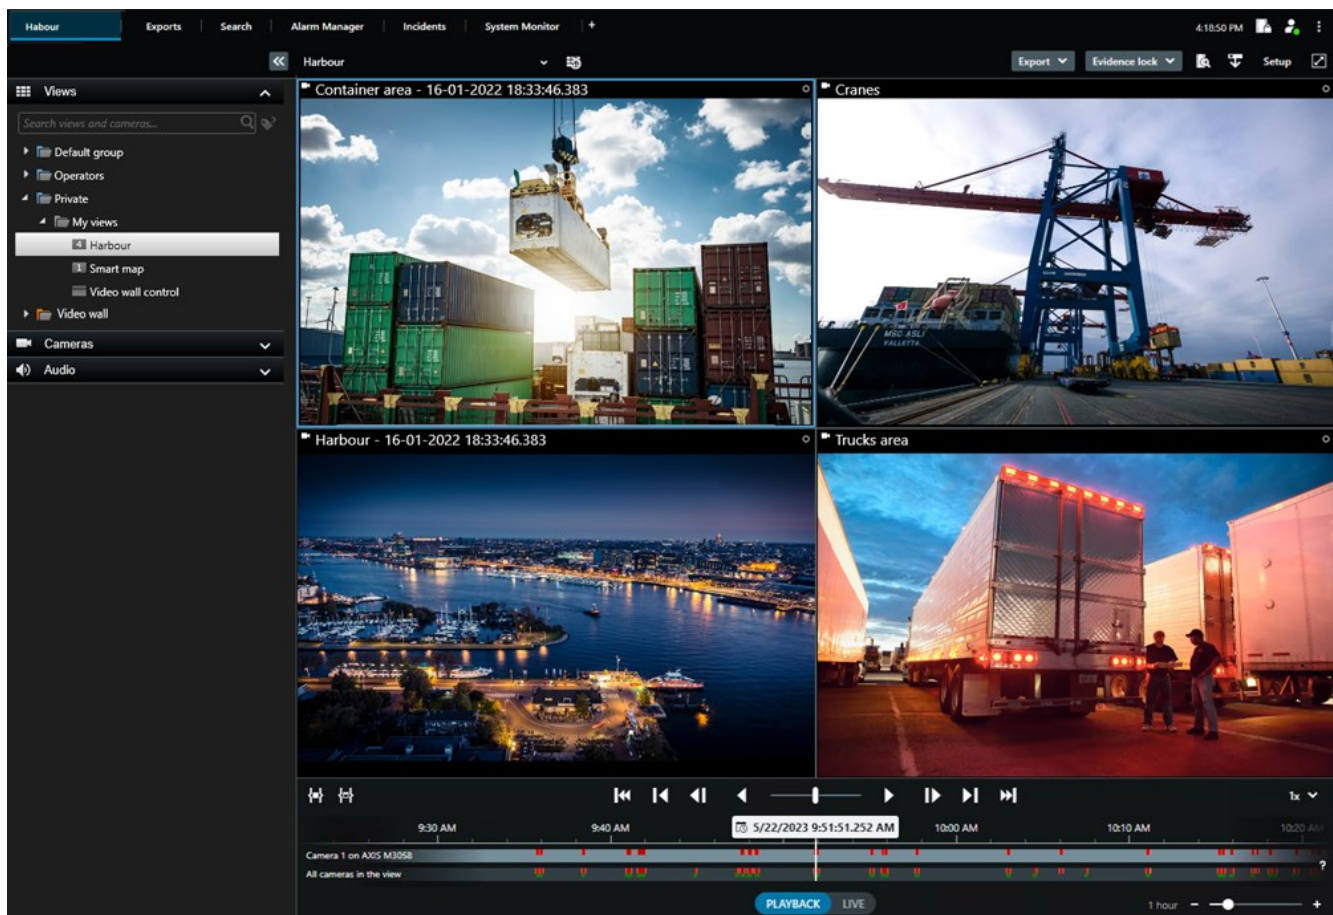 Habour
Exports
Search
Alarm Manager
Incidents
System Monitor
+
4:18:50 PM
Harbour
Export
Evidence lock
Setup
Views
Search views and cameras...
Default group
Operators
Private
My views
4 Harbour
1 Smart map
Video wall control
Video wall
Cameras
Audio
Container area - 16-01-2022 18:33:46.383
Cranes
MSC ASLI
VALLETTA
Harbour - 16-01-2022 18:33:46.383
Trucks area
1x
9:30 AM
9:40 AM
5/22/2023 9:51:51.252 AM
10:00 AM
10:10 AM
10:20 AM
Camera 1 on AXIS M3058
All cameras in the view
?
PLAYBACK
LIVE
1 hour - +